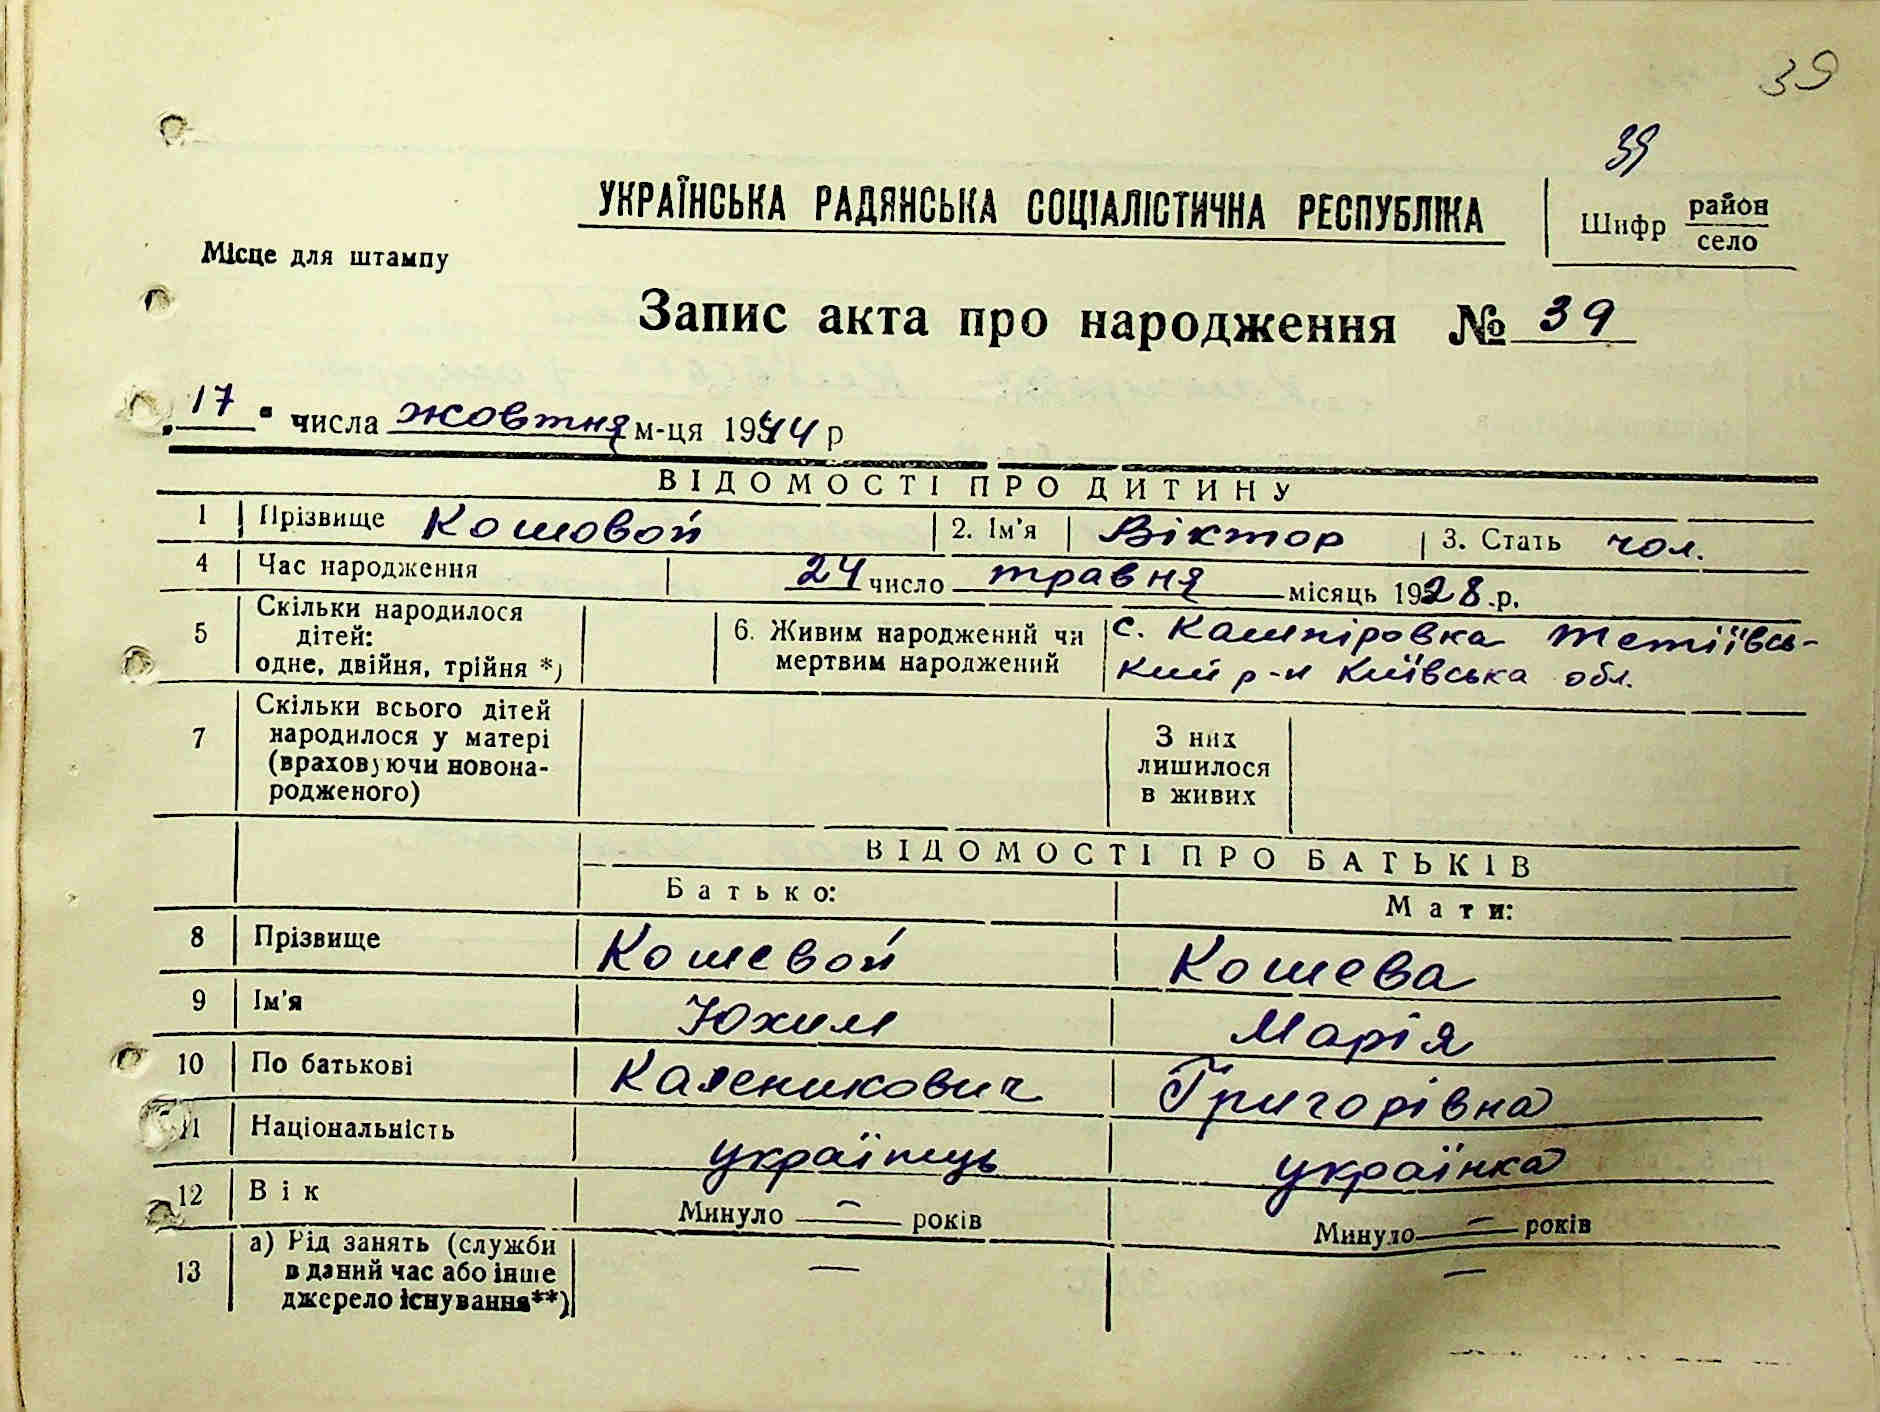 39
39
УКРАЇНСЬКА РАДЯНСЬКА СОЦІАЛІСТИЧНА РЕСПУБЛІКА
Шифр район село
Місце для штампу
Запис акта про народження № 39
„17" числа жовтня м-ця 1944 р
ВІДОМОСТІ ПРО ДИТИНУ
1 Прізвище Кошовой 2. Ім'я Віктор 3. Стать чол.
4 Час народження 24 число травня місяць 1928 .р.
5 Скільки народилося дітей: одне, двійня, трійня *) 6. Живим народжений чи мертвим народжений с. Кашпіровка Тетіївсь-
кий р-н Київська обл.
7 Скільки всього дітей народилося у матері (враховуючи новона-родженого) З них лишилося в живих
ВІДОМОСТІ ПРО БАТЬКІВ
Батько: Мати:
8 Прізвище Кошевой Кошева
9 Ім'я Юхим Марія
10 По батькові Каленикович Григорівна
11 Національність українць українка
12 Вік Минуло — років Минуло — років
13 а) Рід занять (служби в даний час або інше джерело існування**) — —